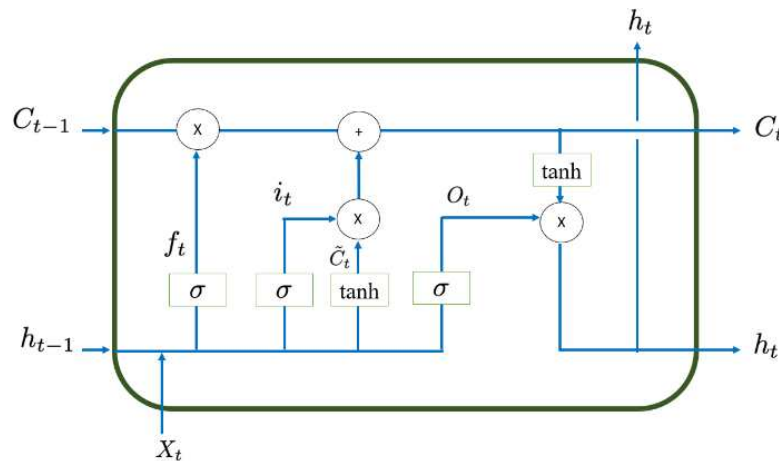 h_t
C_{t-1}
x
+
C_t
tanh
i_t
O_t
x
x
f_t
C̃_t
σ
σ
tanh
σ
h_{t-1}
h_t
X_t